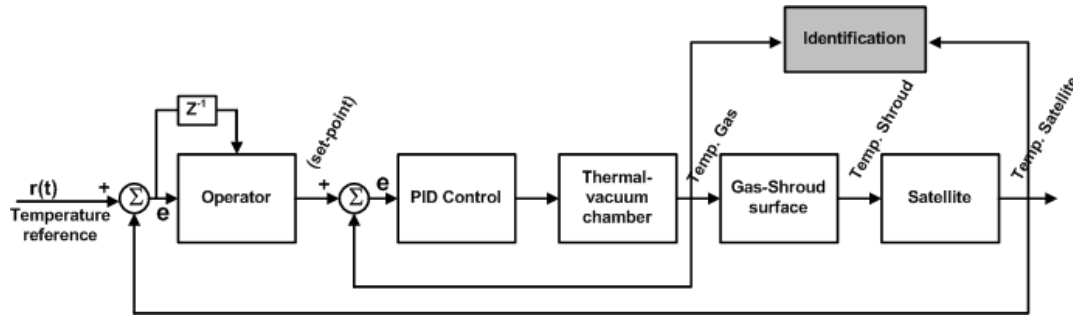 Identification
Z-1
(set-point)
Temp. Gas
Temp. Shroud
Temp. Satellite
r(t)
+
Σ
e
Temperature
reference
Operator
+
Σ
e
PID Control
Thermal-
vacuum
chamber
Gas-Shroud
surface
Satellite